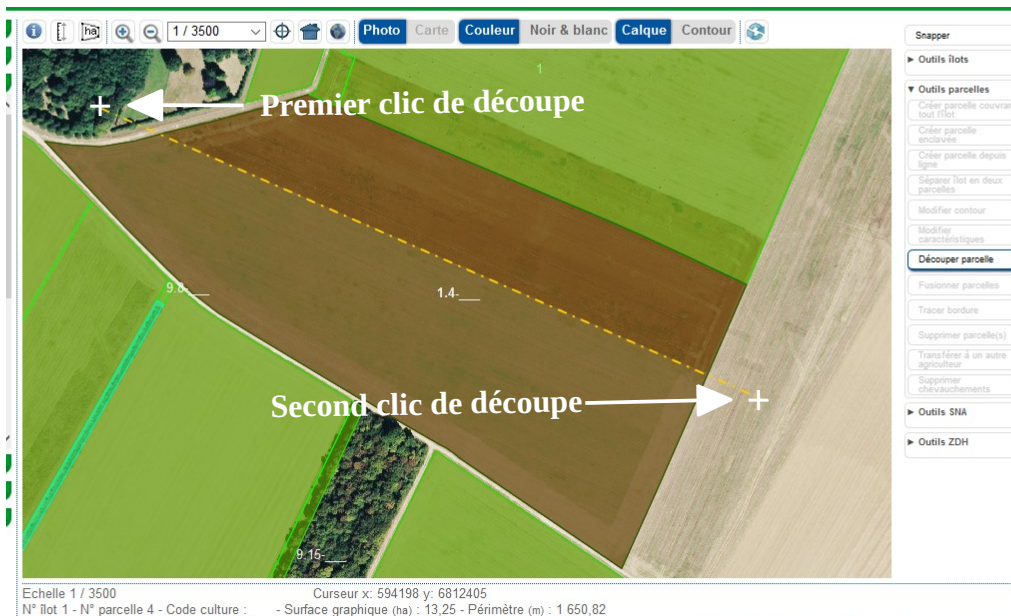 1 / 3500
Photo Carte Couleur Noir & blanc Calque Contour
Snapper
Outils îlots
Outils parcelles
Créer parcelle couvrant
tout l'îlot
Créer parcelle
enclavée
Créer parcelle depuis
ligne
Séparer îlot en deux
parcelles
Modifier contour
Modifier
caractéristiques
Découper parcelle
Fusionner parcelles
Tracer bordure
Supprimer parcelle(s)
Transférer à un autre
agriculteur
Supprimer
chevauchements
Outils SNA
Outils ZDH
1
Premier clic de découpe
9.8-___
1.4-___
Second clic de découpe
9.15-___
Echelle 1 / 3500 Curseur x: 594198 y: 6812405
N° îlot 1 - N° parcelle 4 - Code culture : - Surface graphique (ha) : 13,25 - Périmètre (m) : 1 650,82